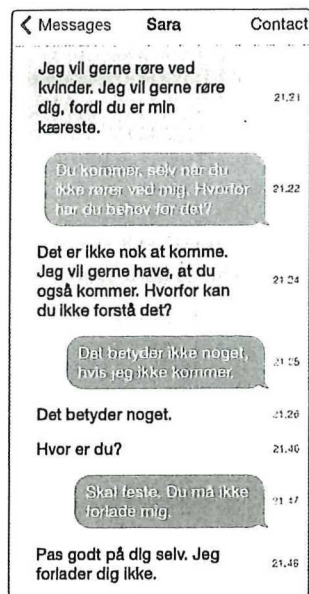 Messages Sara Contact
Jeg vil gerne røre ved
kvinder. Jeg vil gerne røre
dig, fordi du er min
kæreste.
21.21
Du kommer, selv når du
ikke rører ved mig. Hvorfor
har du behov for det?
21.22
Det er ikke nok at komme.
Jeg vil gerne have, at du
også kommer. Hvorfor kan
du ikke forstå det?
21.24
Det betyder ikke noget,
hvis jeg ikke kommer.
21.25
Det betyder noget.
21.26
Hvor er du?
21.46
Skal feste. Du må ikke
forlade mig.
21.47
Pas godt på dig selv. Jeg
forlader dig ikke.
21.48